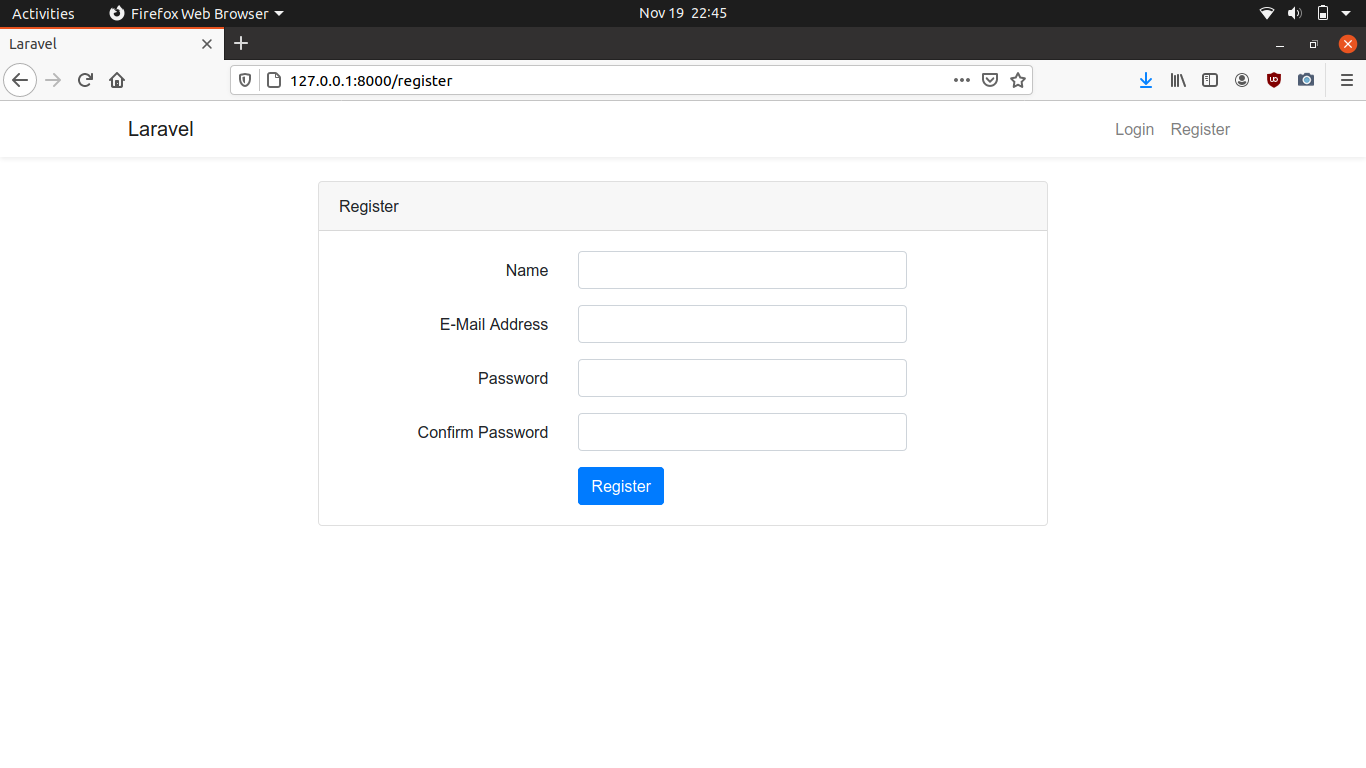 Activities Firefox Web Browser Nov 19 22:45
Laravel
127.0.0.1:8000/register
Laravel Login Register
Register
Name
E-Mail Address
Password
Confirm Password
Register